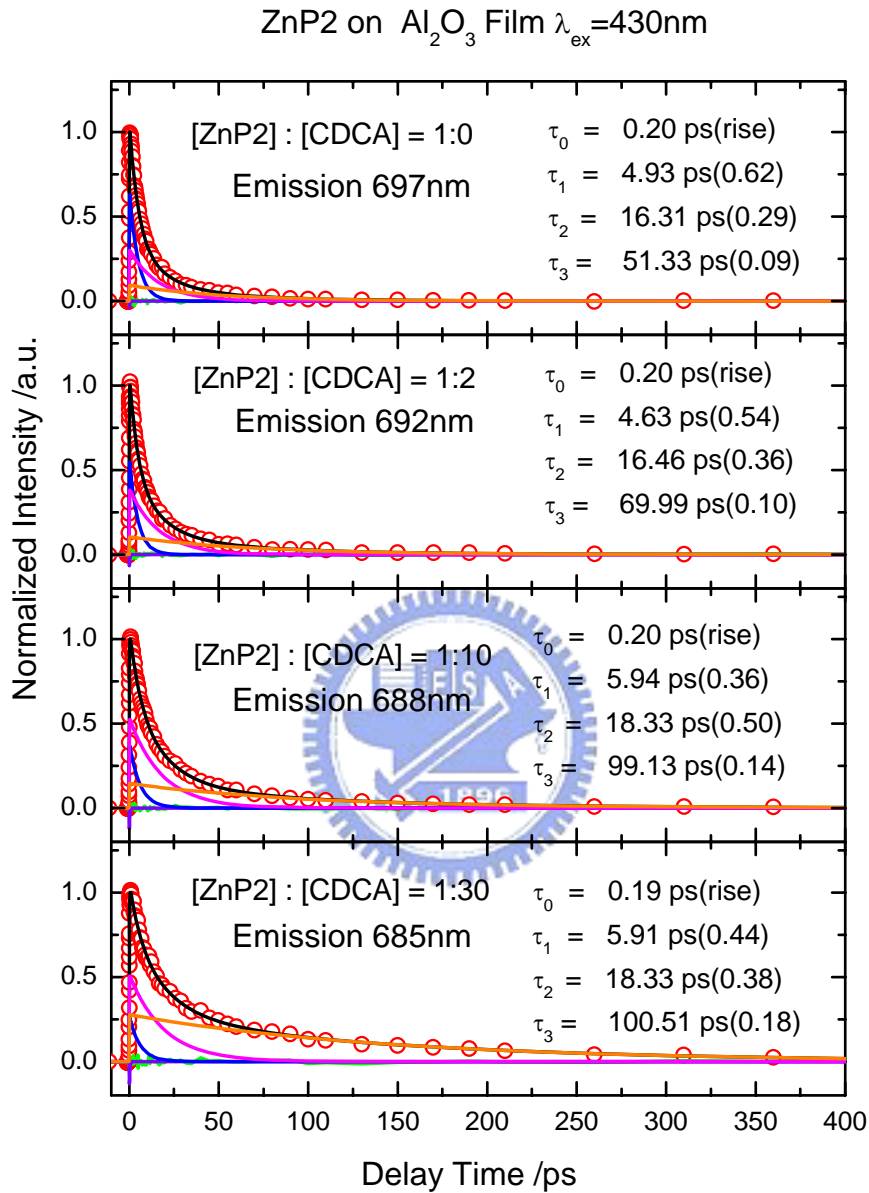 ZnP2 on Al₂O₃ Film λₑₓ=430nm
Normalized Intensity /a.u.
1.0
0.5
0.0
[ZnP2] : [CDCA] = 1:0
Emission 697nm
τ₀ = 0.20 ps(rise)
τ₁ = 4.93 ps(0.62)
τ₂ = 16.31 ps(0.29)
τ₃ = 51.33 ps(0.09)
1.0
0.5
0.0
[ZnP2] : [CDCA] = 1:2
Emission 692nm
τ₀ = 0.20 ps(rise)
τ₁ = 4.63 ps(0.54)
τ₂ = 16.46 ps(0.36)
τ₃ = 69.99 ps(0.10)
1.0
0.5
0.0
[ZnP2] : [CDCA] = 1:10
Emission 688nm
τ₀ = 0.20 ps(rise)
τ₁ = 5.94 ps(0.36)
τ₂ = 18.33 ps(0.50)
τ₃ = 99.13 ps(0.14)
E S A
1896
1.0
0.5
0.0
[ZnP2] : [CDCA] = 1:30
Emission 685nm
τ₀ = 0.19 ps(rise)
τ₁ = 5.91 ps(0.44)
τ₂ = 18.33 ps(0.38)
τ₃ = 100.51 ps(0.18)
0 50 100 150 200 250 300 350 400
Delay Time /ps